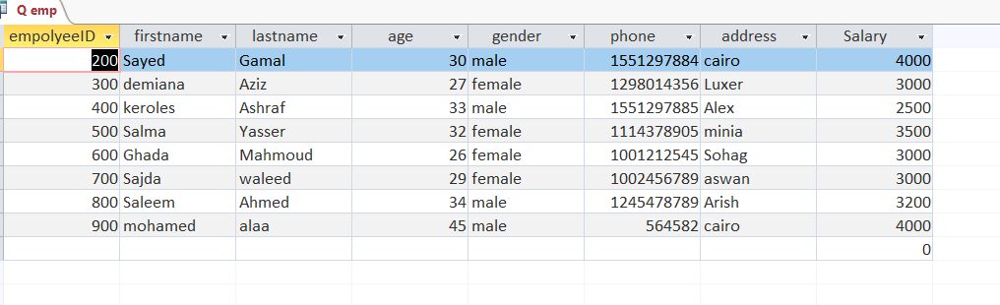 Q emp
empolyeeID firstname lastname age gender phone address Salary
200 Sayed Gamal 30 male 1551297884 cairo 4000
300 demiana Aziz 27 female 1298014356 Luxer 3000
400 keroles Ashraf 33 male 1551297885 Alex 2500
500 Salma Yasser 32 female 1114378905 minia 3500
600 Ghada Mahmoud 26 female 1001212545 Sohag 3000
700 Sajda waleed 29 female 1002456789 aswan 3000
800 Saleem Ahmed 34 male 1245478789 Arish 3200
900 mohamed alaa 45 male 564582 cairo 4000
0